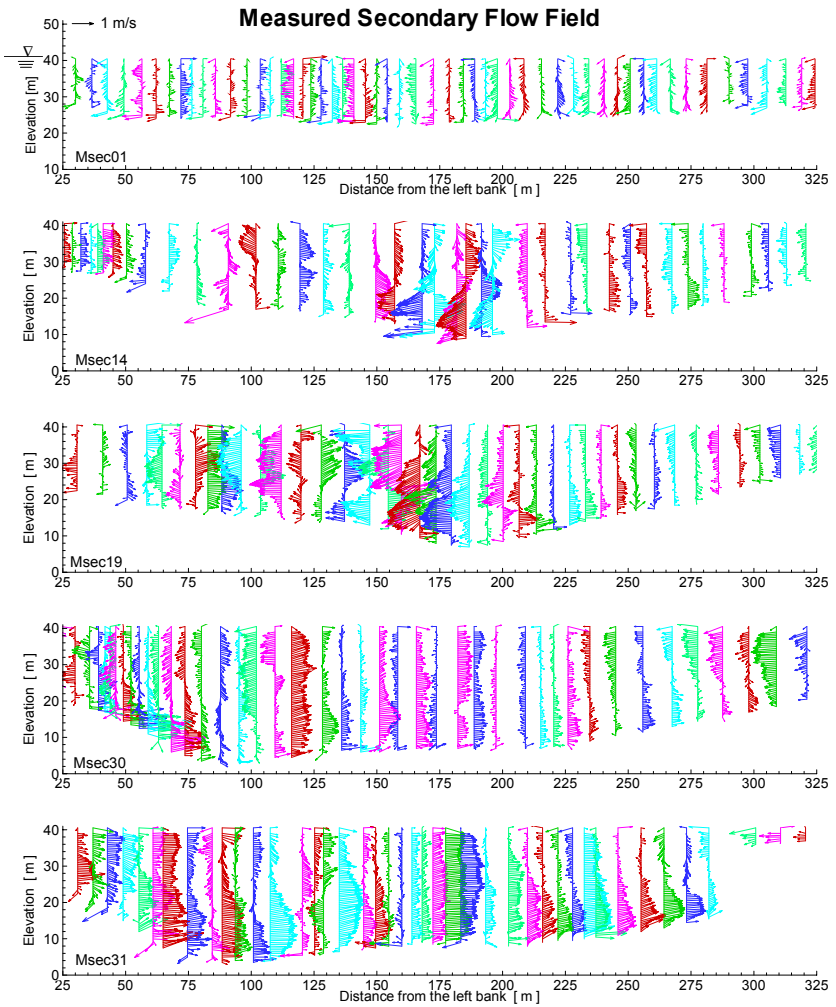 Measured Secondary Flow Field
1 m/s
50
40
30
20
10
Elevation [m]
Msec01
25 50 75 100 125 150 175 200 225 250 275 300 325
Distance from the left bank [ m ]
40
30
20
10
0
Elevation [ m ]
Msec14
25 50 75 100 125 150 175 200 225 250 275 300 325
40
30
20
10
0
Elevation [ m ]
Msec19
25 50 75 100 125 150 175 200 225 250 275 300 325
40
30
20
10
0
Elevation [ m ]
Msec30
25 50 75 100 125 150 175 200 225 250 275 300 325
40
30
20
10
0
Elevation [ m ]
Msec31
25 50 75 100 125 150 175 200 225 250 275 300 325
Distance from the left bank [ m ]